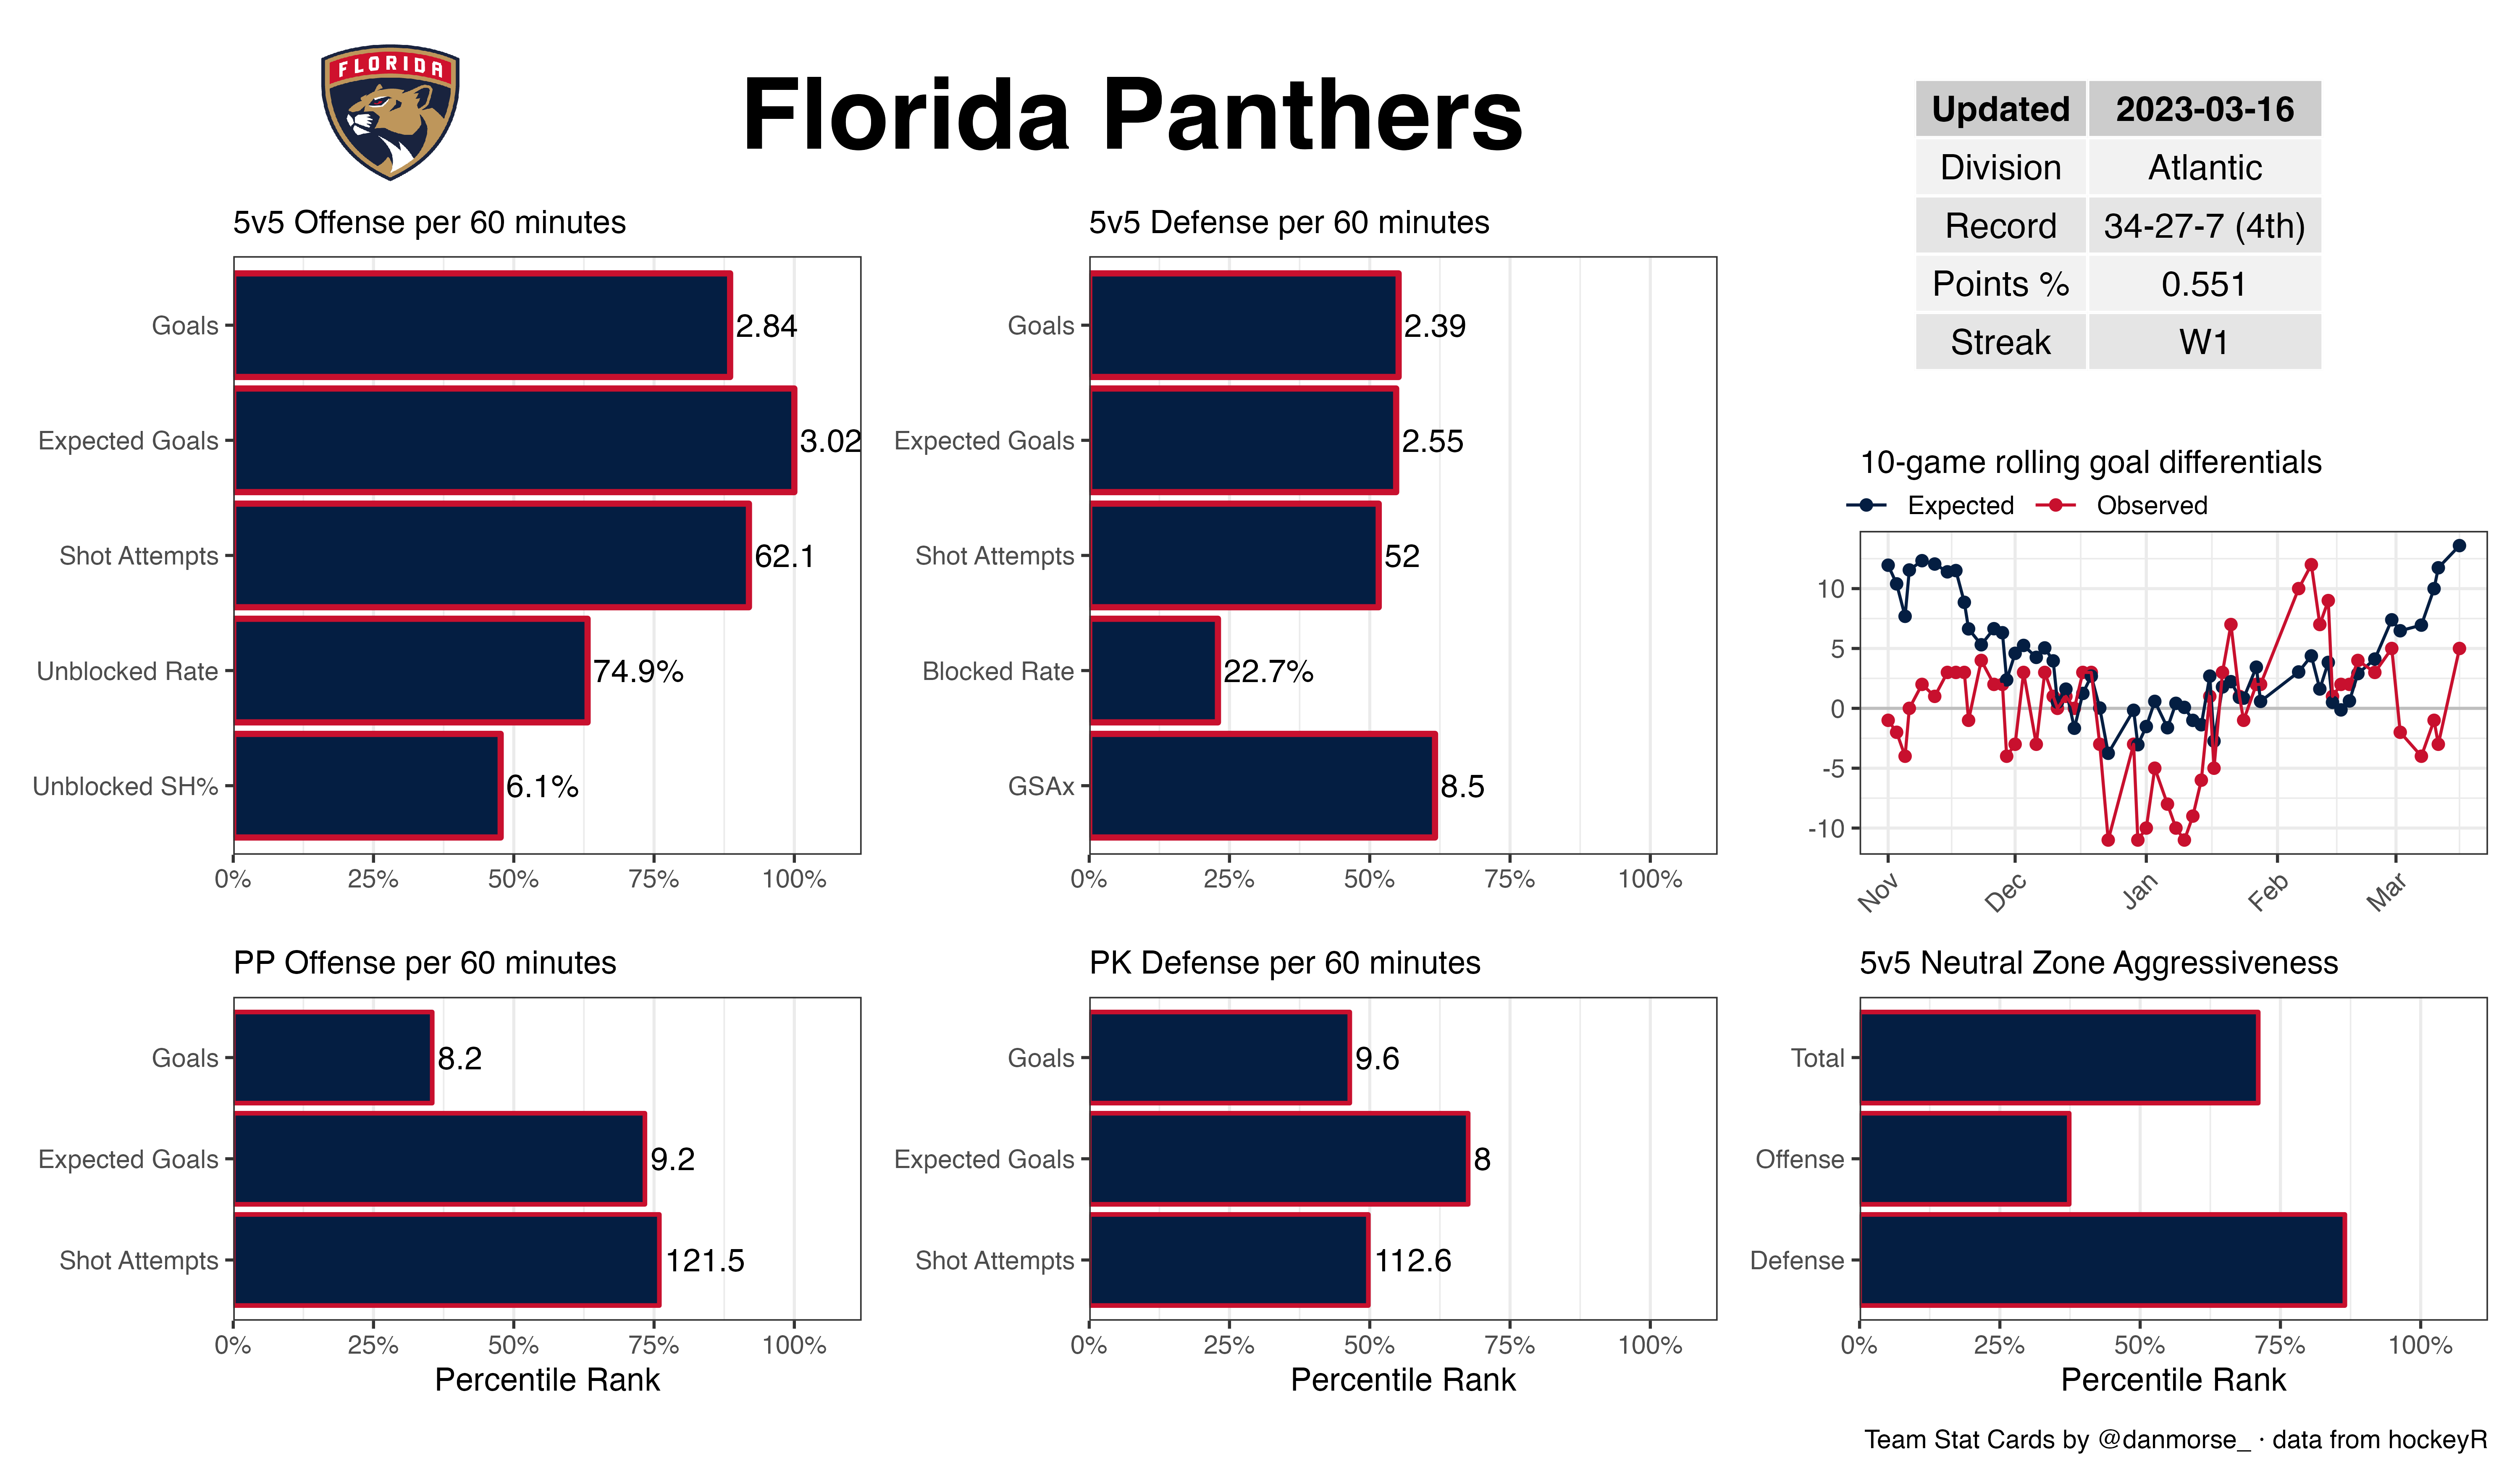 FLORIDA
Florida Panthers
Updated 2023-03-16
Division Atlantic
Record 34-27-7 (4th)
Points % 0.551
Streak W1
5v5 Offense per 60 minutes
Goals 2.84
Expected Goals 3.02
Shot Attempts 62.1
Unblocked Rate 74.9%
Unblocked SH% 6.1%
0% 25% 50% 75% 100%
5v5 Defense per 60 minutes
Goals 2.39
Expected Goals 2.55
Shot Attempts 52
Blocked Rate 22.7%
GSAx 8.5
0% 25% 50% 75% 100%
10-game rolling goal differentials
Expected Observed
10
5
0
-5
-10
Nov Dec Jan Feb Mar
PP Offense per 60 minutes
Goals 8.2
Expected Goals 9.2
Shot Attempts 121.5
0% 25% 50% 75% 100%
Percentile Rank
PK Defense per 60 minutes
Goals 9.6
Expected Goals 8
Shot Attempts 112.6
0% 25% 50% 75% 100%
Percentile Rank
5v5 Neutral Zone Aggressiveness
Total
Offense
Defense
0% 25% 50% 75% 100%
Percentile Rank
Team Stat Cards by @danmorse_ · data from hockeyR